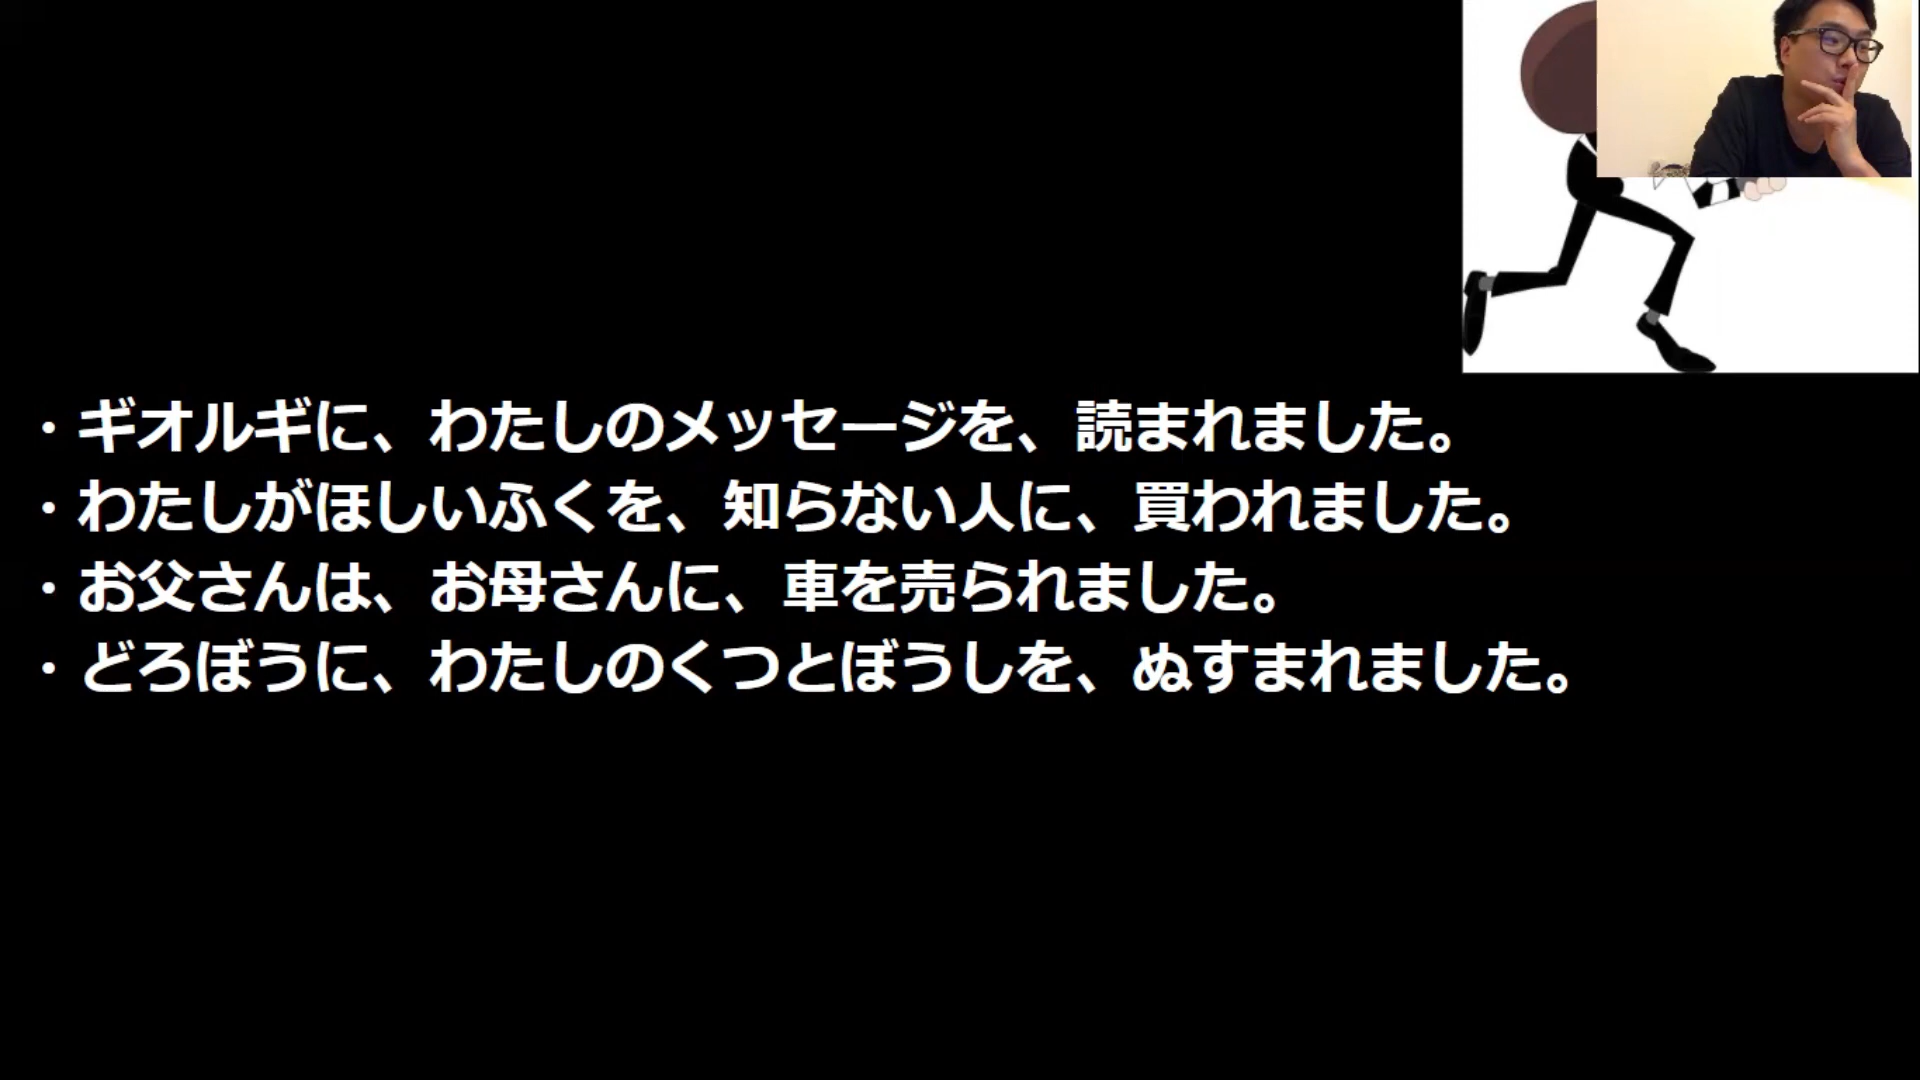 ・ギオルギに、わたしのメッセージを、読まれました。
・わたしがほしいふくを、知らない人に、買われました。
・お父さんは、お母さんに、車を売られました。
・どろぼうに、わたしのくつとぼうしを、ぬすまれました。